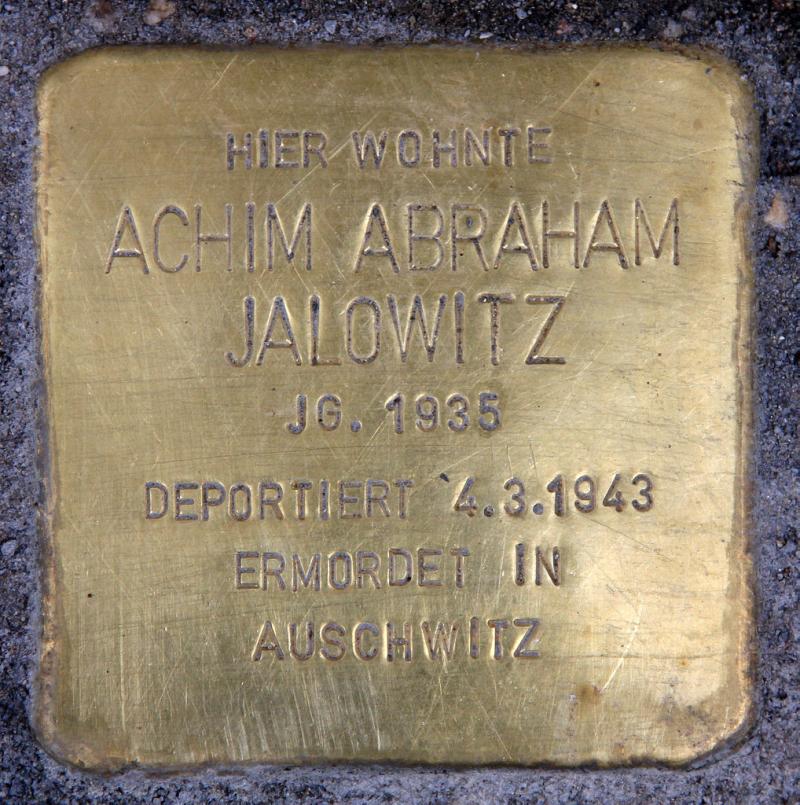 HIER WOHNTE
ACHIM ABRAHAM
JALOWITZ
JG. 1935
DEPORTIERT 4.3.1943
ERMORDET IN
AUSCHWITZ